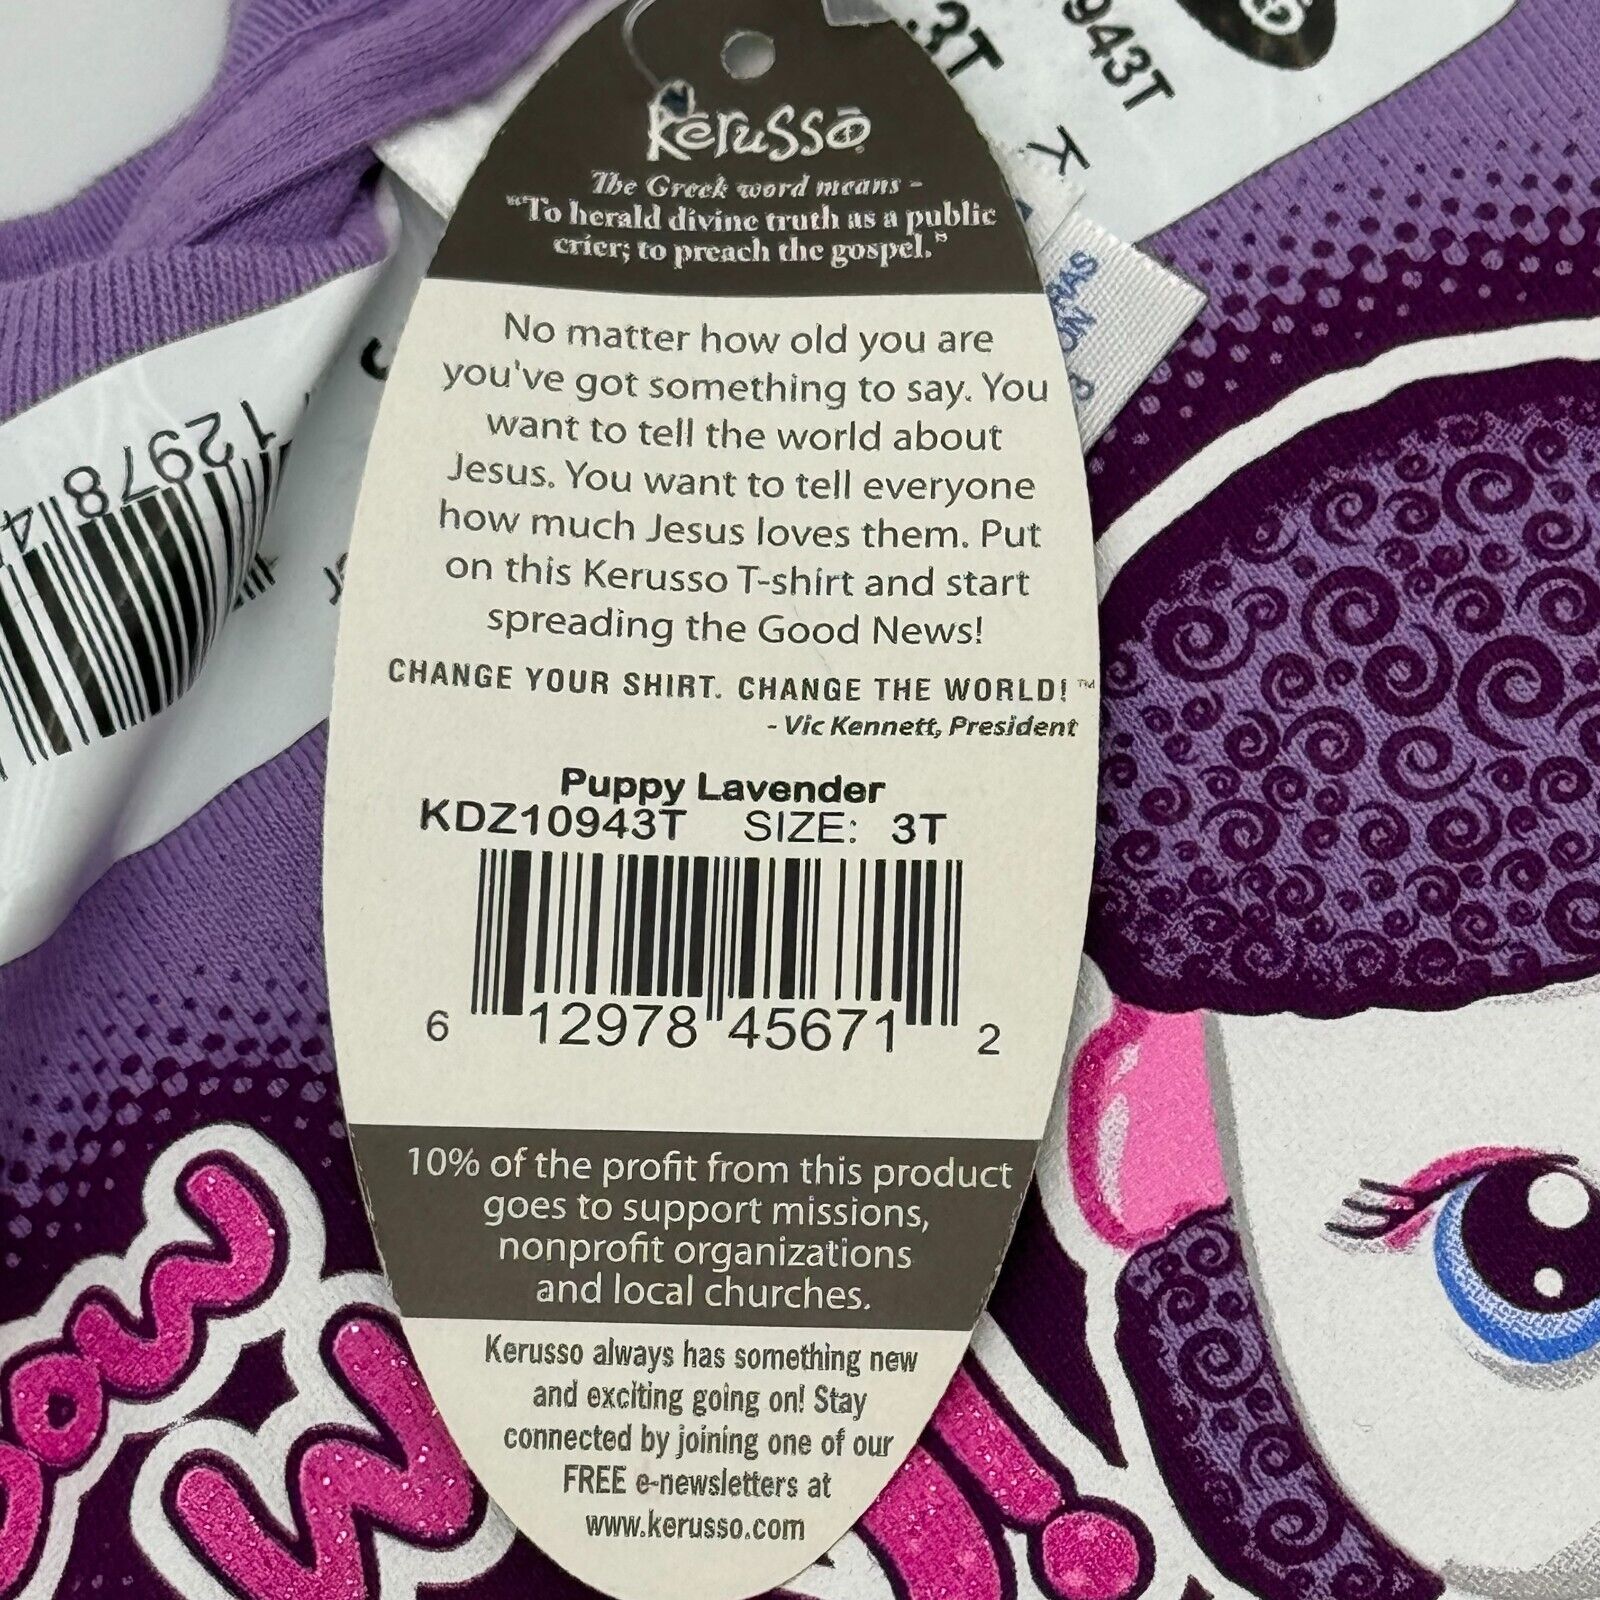 Kerusso
The Greek word means -
"To herald divine truth as a public
crier; to preach the gospel."
No matter how old you are
you've got something to say. You
want to tell the world about
Jesus. You want to tell everyone
how much Jesus loves them. Put
on this Kerusso T-shirt and start
spreading the Good News!
CHANGE YOUR SHIRT. CHANGE THE WORLD! ™
- Vic Kennett, President
Puppy Lavender
KDZ10943T SIZE: 3T
6 12978 45671 2
10% of the profit from this product
goes to support missions,
nonprofit organizations
and local churches.
Kerusso always has something new
and exciting going on! Stay
connected by joining one of our
FREE e-newsletters at
www.kerusso.com
3T
943T
12978 4